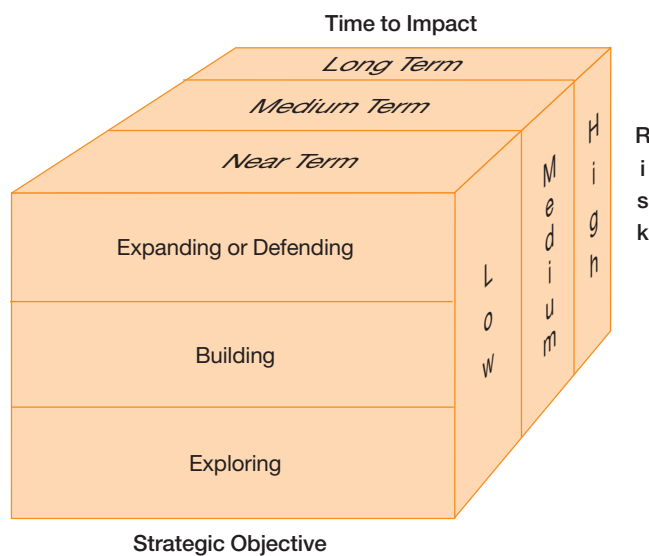 Time to Impact
Long Term
Medium Term
Near Term
Expanding or Defending
Building
Exploring
Low
Medium
High
Risk
Strategic Objective